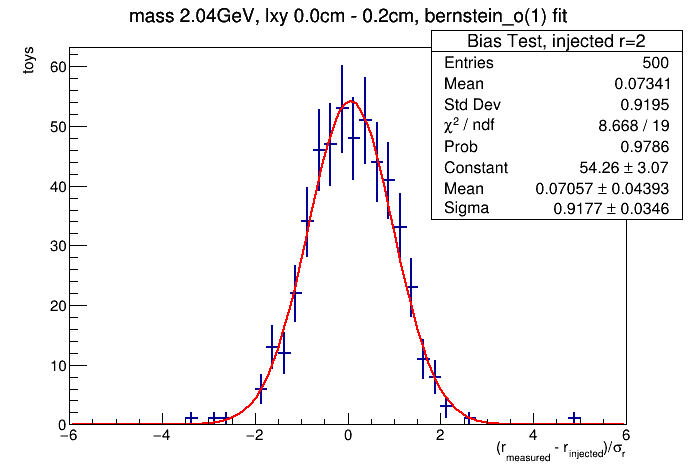 mass 2.04GeV, lxy 0.0cm - 0.2cm, bernstein_o(1) fit
Bias Test, injected r=2
Entries 500
Mean 0.07341
Std Dev 0.9195
χ² / ndf 8.668 / 19
Prob 0.9786
Constant 54.26 ± 3.07
Mean 0.07057 ± 0.04393
Sigma 0.9177 ± 0.0346
toys
60
50
40
30
20
10
0
−6 −4 −2 0 2 4 6
(r_measured - r_injected)/σ_r